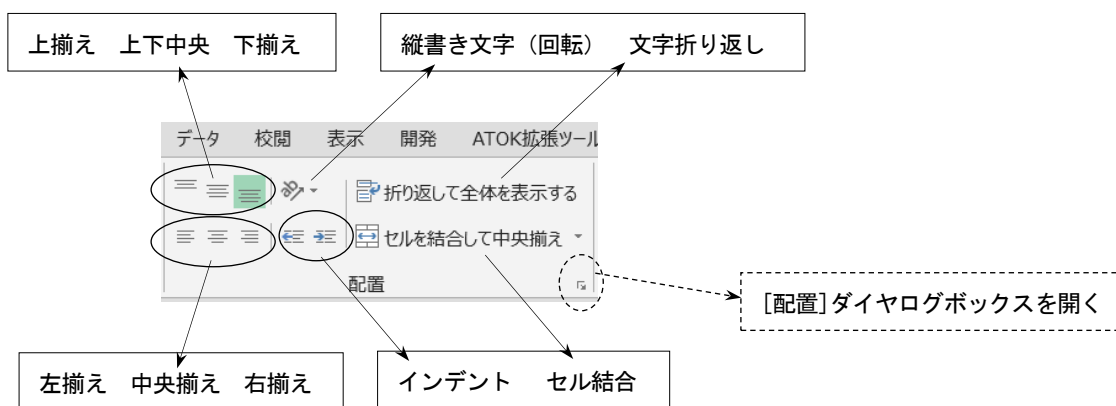 上揃え 上下中央 下揃え
縦書き文字（回転） 文字折り返し
データ 校閲 表示 開発 ATOK拡張ツール
折り返して全体を表示する
セルを結合して中央揃え
配置
[配置]ダイヤログボックスを開く
左揃え 中央揃え 右揃え
インデント セル結合